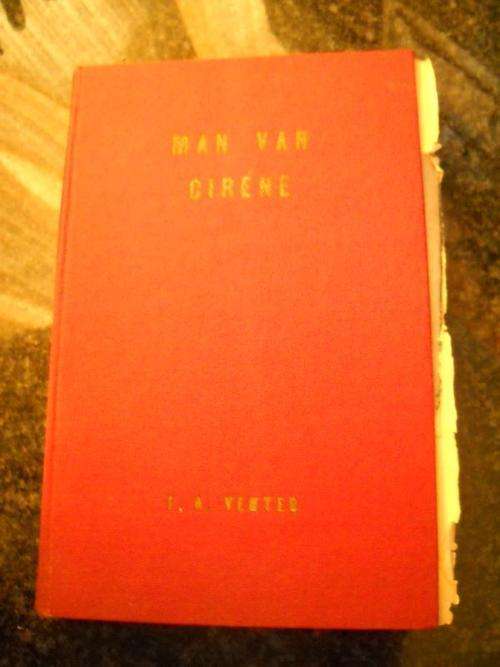 MAN VAN
CIRENE
F. A. VENTER